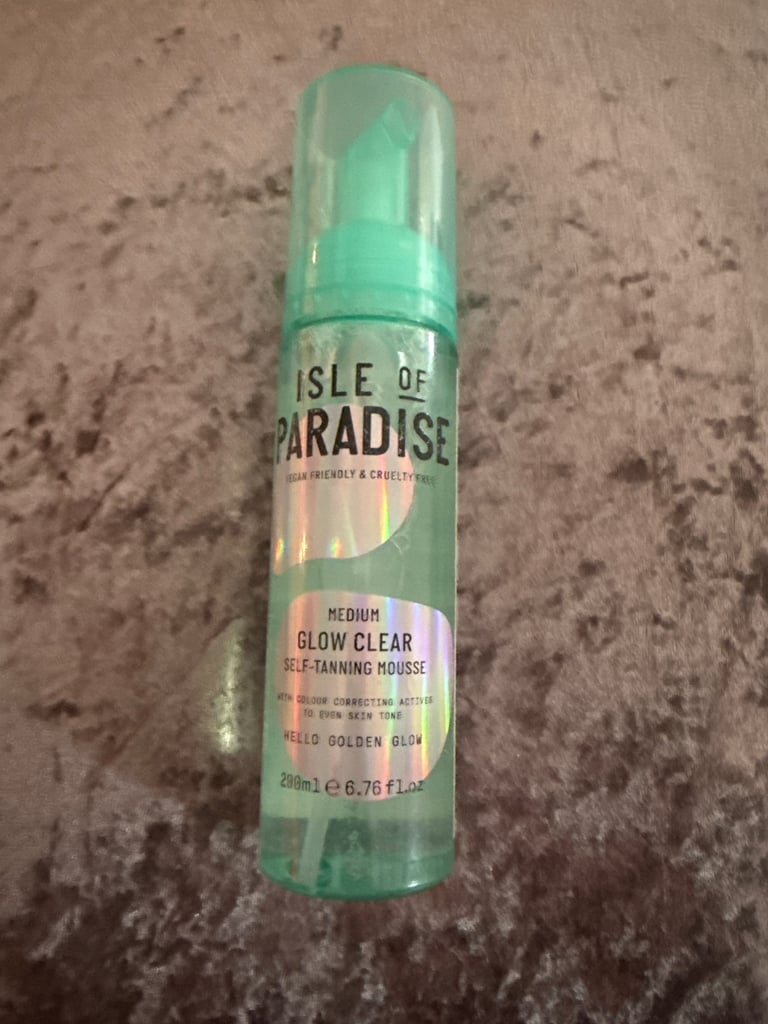 ISLE OF
PARADISE
VEGAN FRIENDLY & CRUELTY FREE
MEDIUM
GLOW CLEAR
SELF-TANNING MOUSSE
WITH COLOUR CORRECTING ACTIVES
TO EVEN SKIN TONE
HELLO GOLDEN GLOW
200ml ℮ 6.76 fl.oz